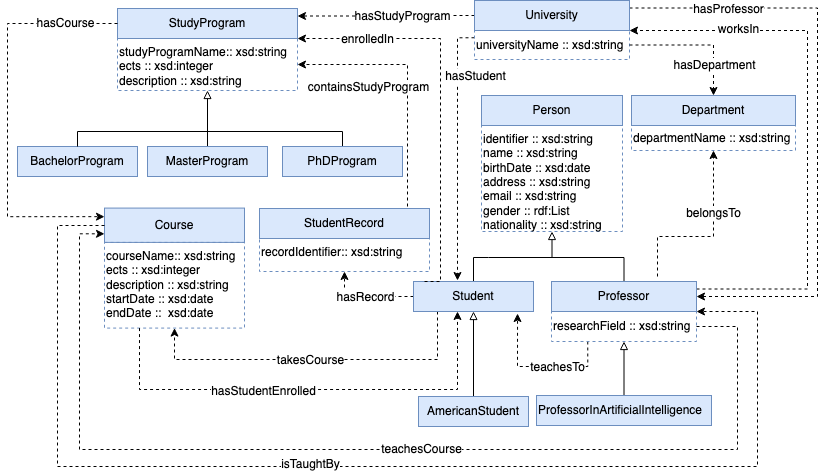 hasCourse
StudyProgram
hasStudyProgram
University
hasProfessor
worksIn
enrolledIn
studyProgramName:: xsd:string
ects :: xsd:integer
description :: xsd:string
universityName :: xsd:string
hasStudent
hasDepartment
containsStudyProgram
Person
Department
identifier :: xsd:string
name :: xsd:string
birthDate :: xsd:date
address :: xsd:string
email :: xsd:string
gender :: rdf:List
nationality :: xsd:string
departmentName :: xsd:string
BachelorProgram
MasterProgram
PhDProgram
belongsTo
Course
StudentRecord
courseName:: xsd:string
ects :: xsd:integer
description :: xsd:string
startDate :: xsd:date
endDate :: xsd:date
recordIdentifier:: xsd:string
hasRecord
Student
Professor
researchField :: xsd:string
takesCourse
teachesTo
hasStudentEnrolled
AmericanStudent
ProfessorInArtificialIntelligence
teachesCourse
isTaughtBy